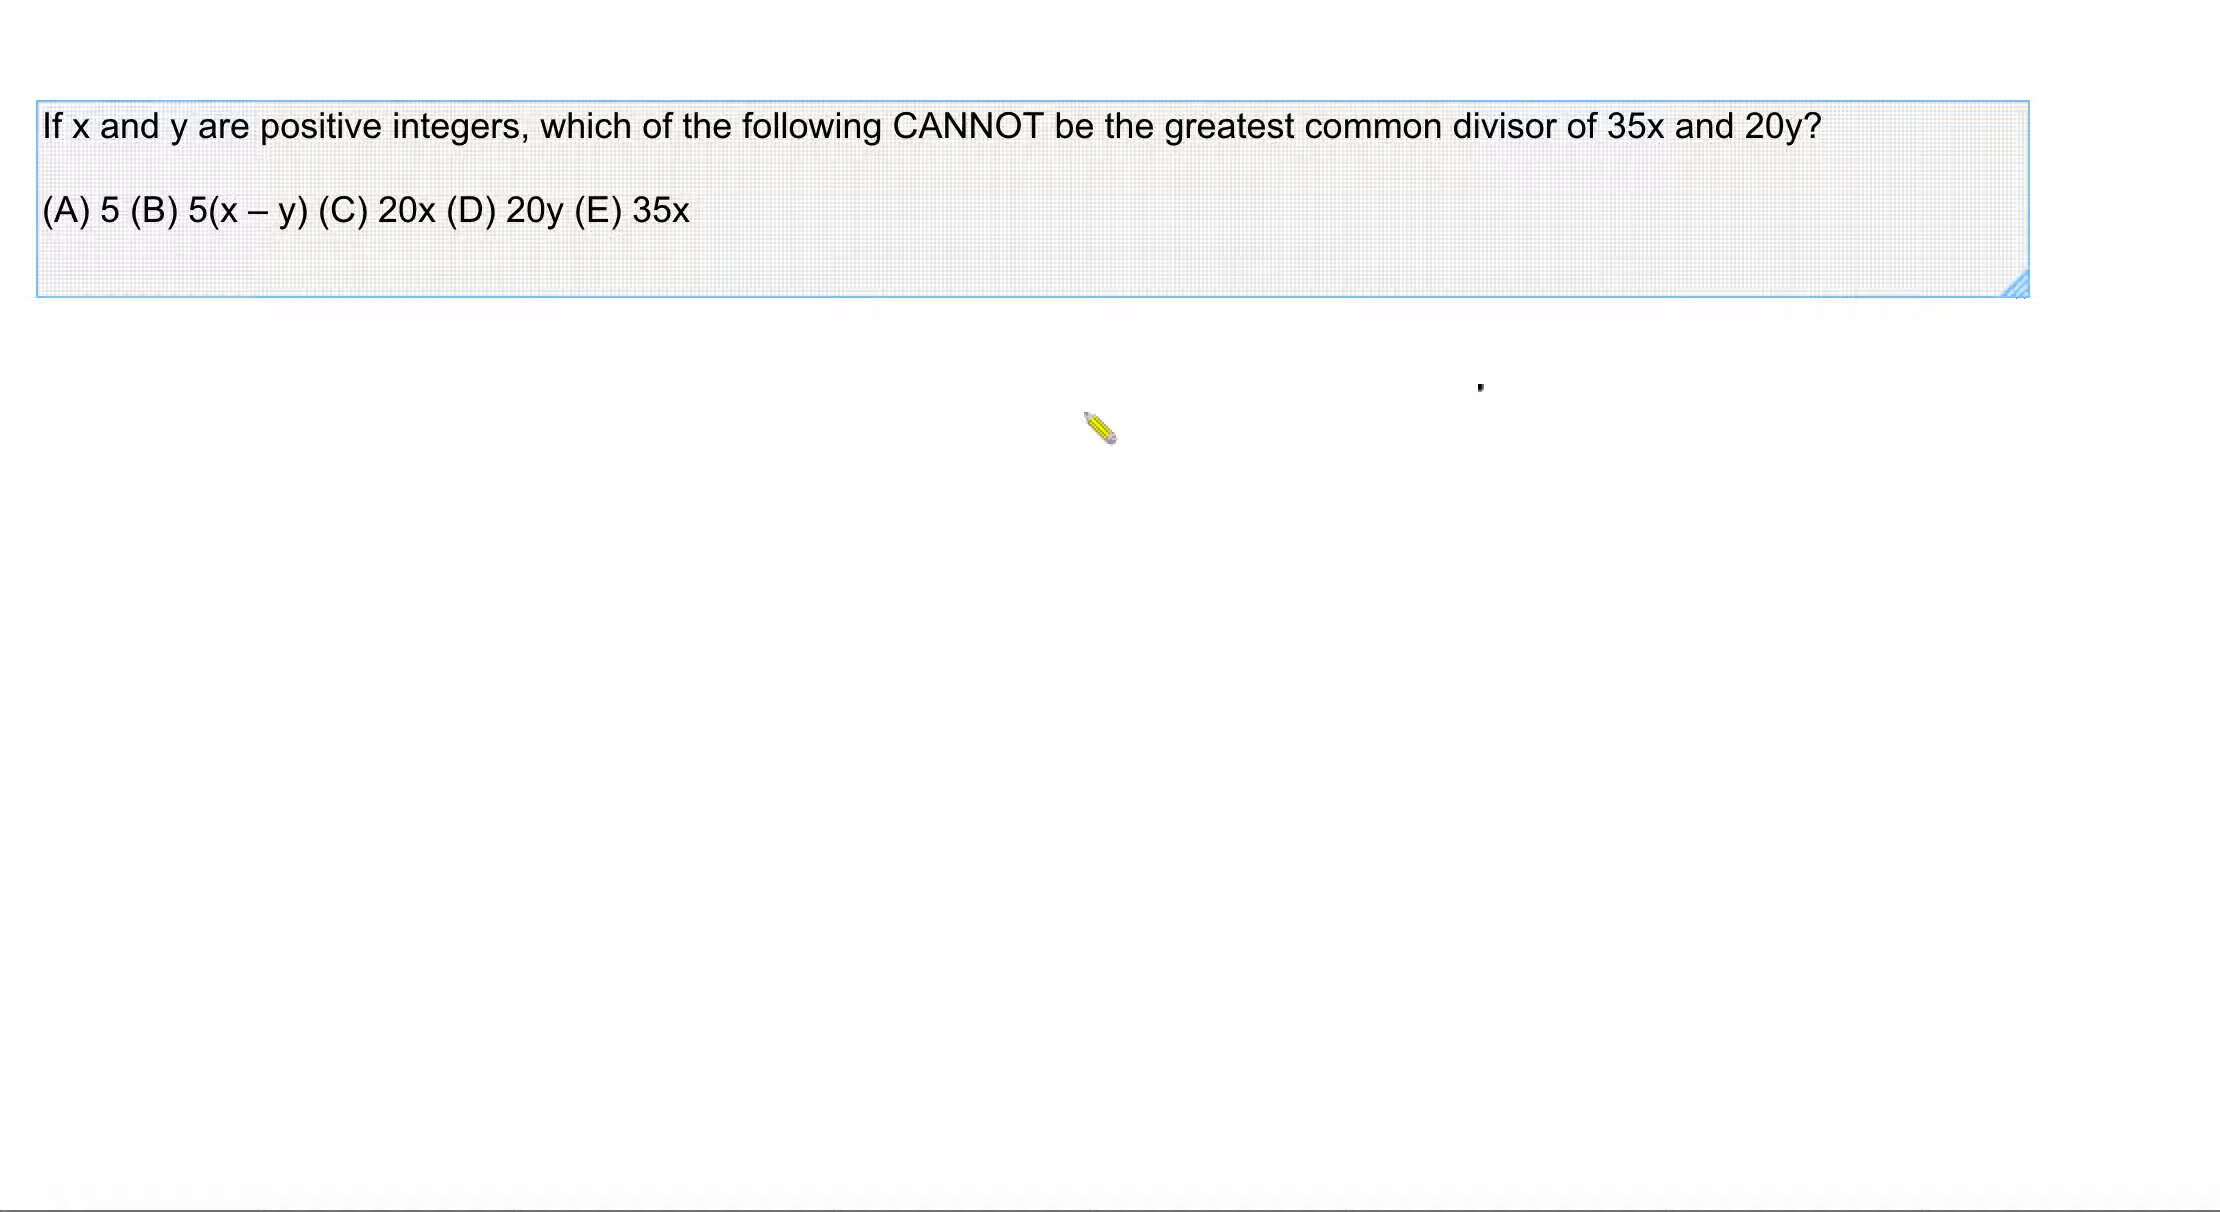 If x and y are positive integers, which of the following CANNOT be the greatest common divisor of 35x and 20y?
(A) 5 (B) 5(x – y) (C) 20x (D) 20y (E) 35x